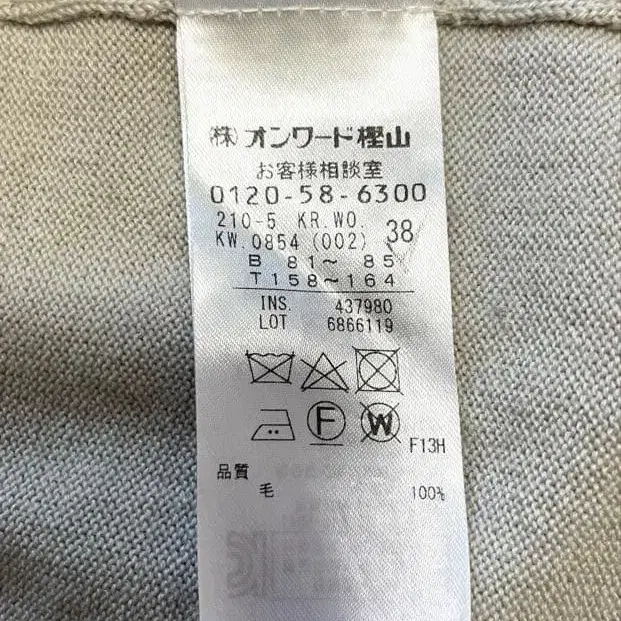 (株)オンワード樫山
お客様相談室
0120-58-6300
210-5 KR.WO.
KW.0854(002) 38
B 81～ 85
T158～164
INS. 437980
LOT 6866119
F W
F13H
品質
毛 100%